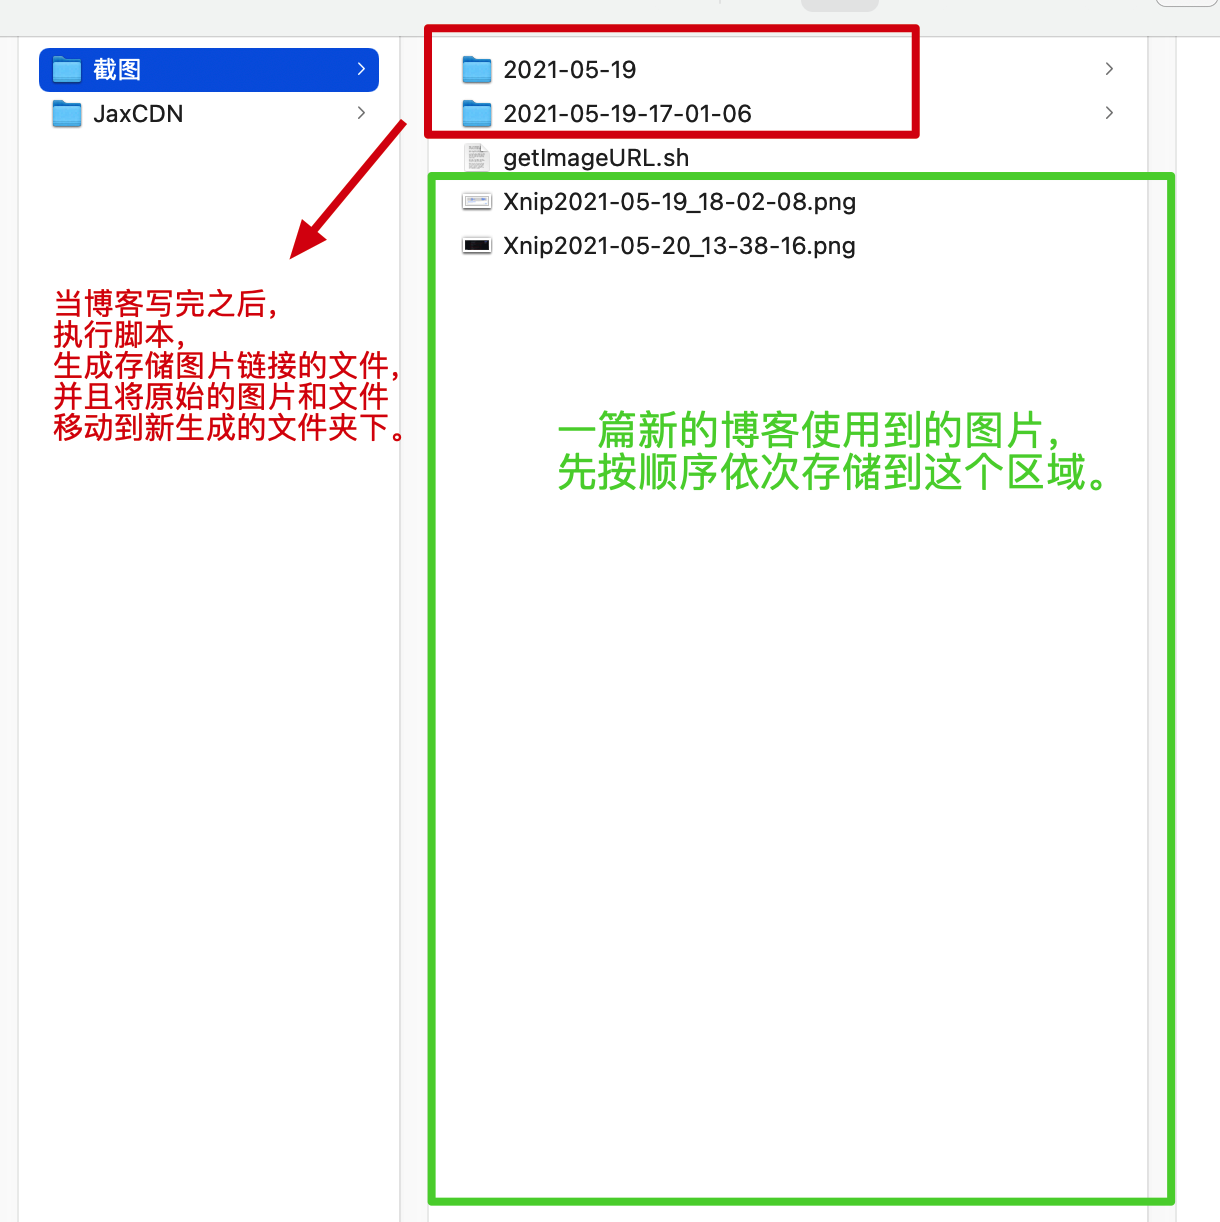 截图
JaxCDN
2021-05-19
2021-05-19-17-01-06
getImageURL.sh
Xnip2021-05-19_18-02-08.png
Xnip2021-05-20_13-38-16.png
当博客写完之后,
执行脚本,
生成存储图片链接的文件,
并且将原始的图片和文件
移动到新生成的文件夹下。
一篇新的博客使用到的图片,
先按顺序依次存储到这个区域。